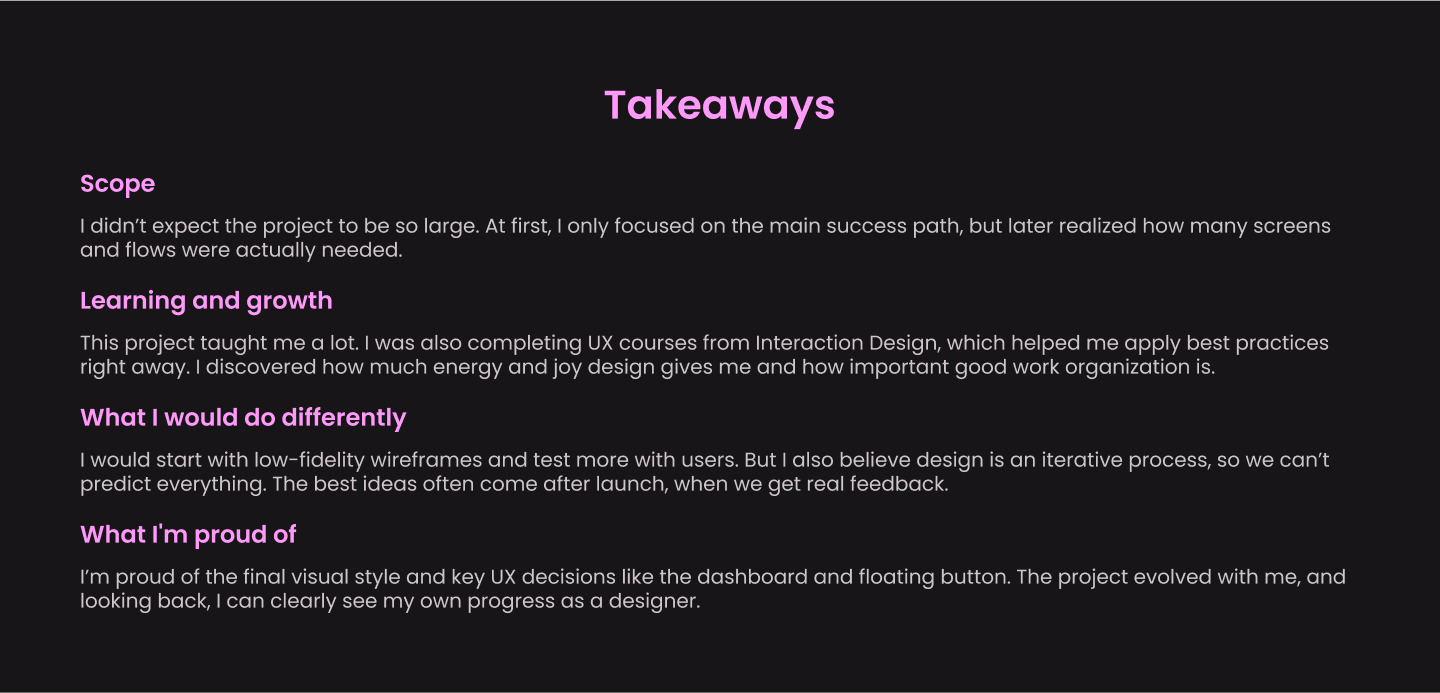 Takeaways
Scope
I didn’t expect the project to be so large. At first, I only focused on the main success path, but later realized how many screens
and flows were actually needed.
Learning and growth
This project taught me a lot. I was also completing UX courses from Interaction Design, which helped me apply best practices
right away. I discovered how much energy and joy design gives me and how important good work organization is.
What I would do differently
I would start with low-fidelity wireframes and test more with users. But I also believe design is an iterative process, so we can’t
predict everything. The best ideas often come after launch, when we get real feedback.
What I'm proud of
I’m proud of the final visual style and key UX decisions like the dashboard and floating button. The project evolved with me, and
looking back, I can clearly see my own progress as a designer.